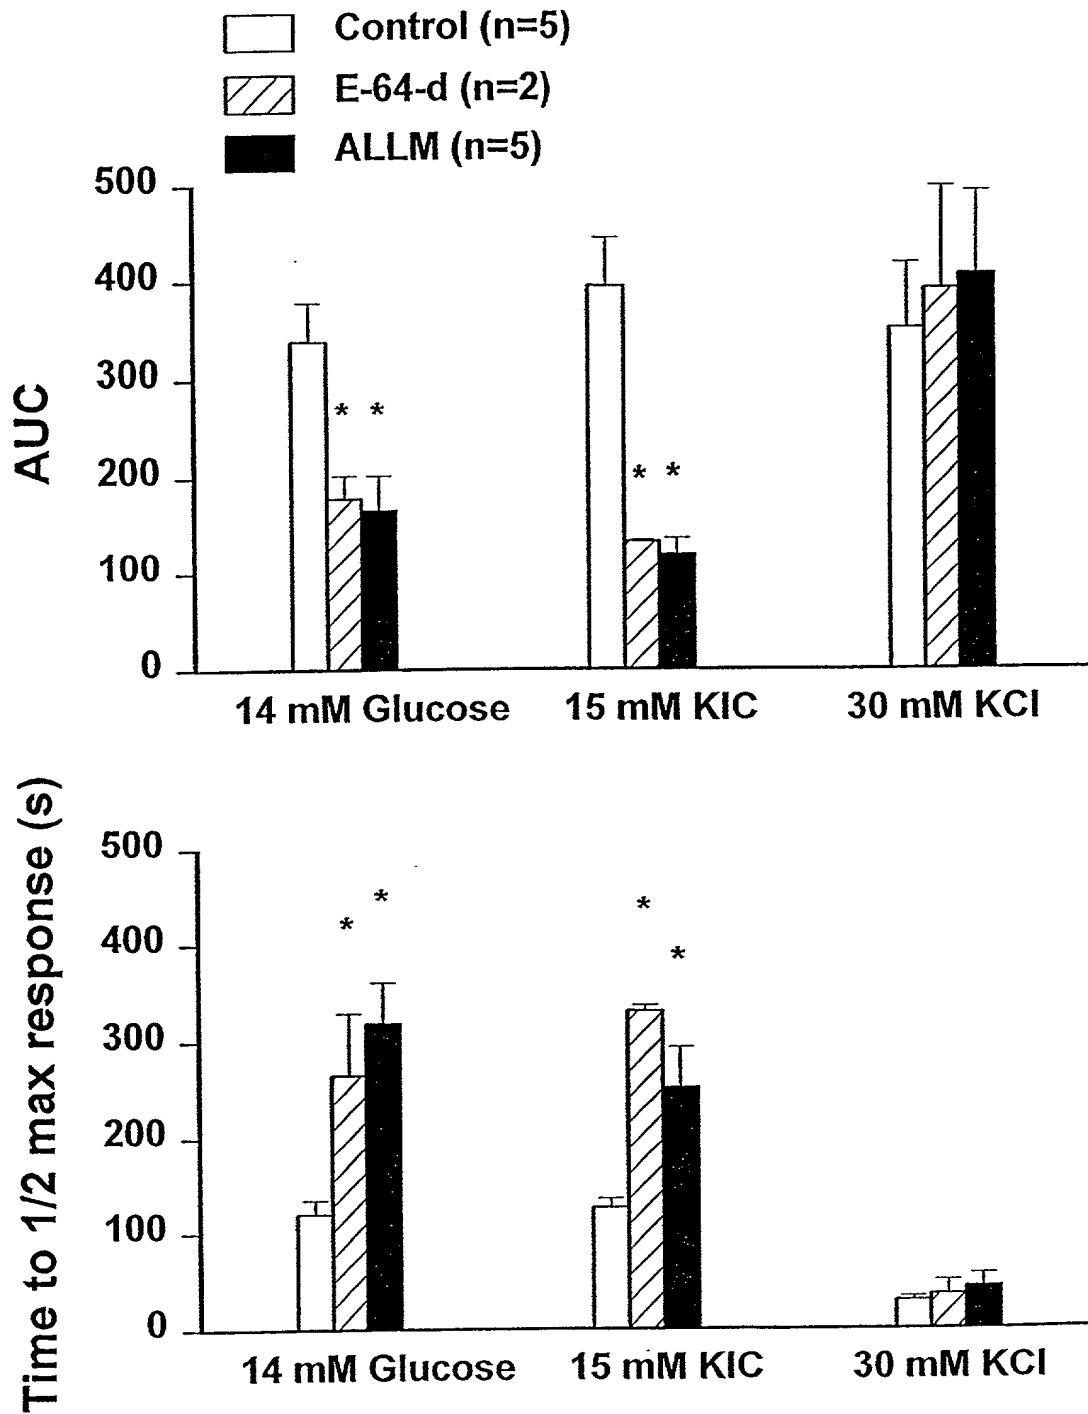 Control (n=5)
E-64-d (n=2)
ALLM (n=5)
500
400
300
200
100
0
AUC
* *
* *
14 mM Glucose 15 mM KIC 30 mM KCl
500
400
300
200
100
0
Time to 1/2 max response (s)
* *
* *
14 mM Glucose 15 mM KIC 30 mM KCl